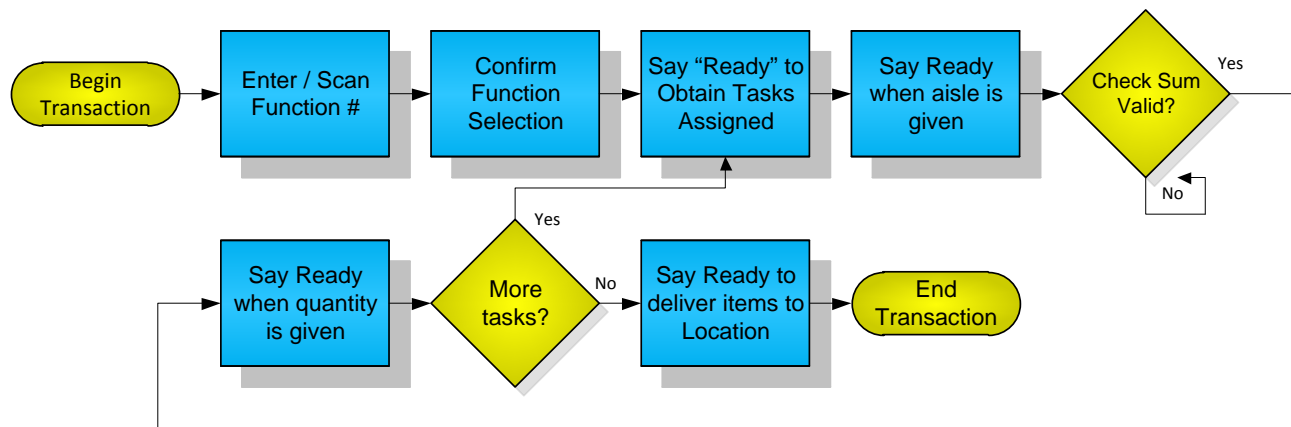 Begin
Transaction
Enter / Scan
Function #
Confirm
Function
Selection
Say “Ready” to
Obtain Tasks
Assigned
Say Ready
when aisle is
given
Check Sum
Valid?
Yes
No
Say Ready
when quantity
is given
More
tasks?
Yes
No
Say Ready to
deliver items to
Location
End
Transaction